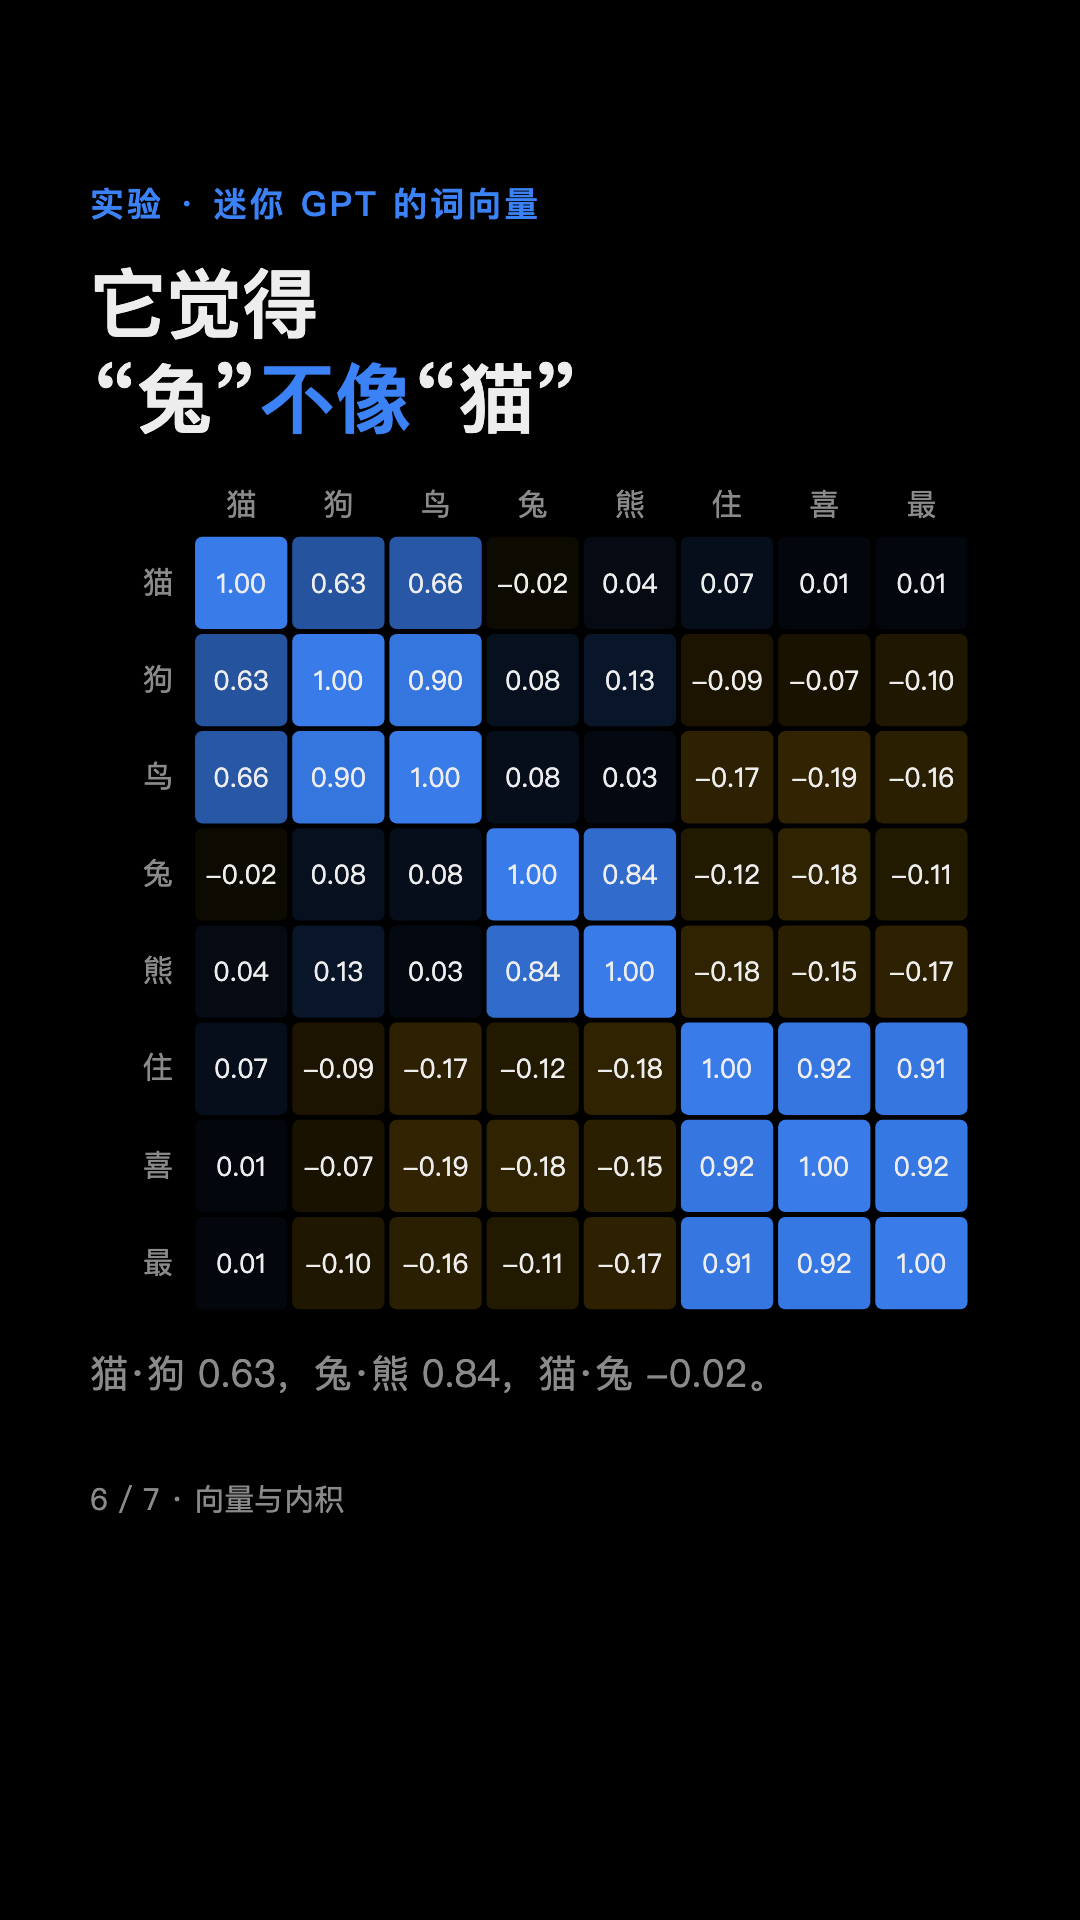 实验 · 迷你 GPT 的词向量
它觉得
“兔”不像“猫”
猫 狗 鸟 兔 熊 住 喜 最
猫 1.00 0.63 0.66 −0.02 0.04 0.07 0.01 0.01
狗 0.63 1.00 0.90 0.08 0.13 −0.09 −0.07 −0.10
鸟 0.66 0.90 1.00 0.08 0.03 −0.17 −0.19 −0.16
兔 −0.02 0.08 0.08 1.00 0.84 −0.12 −0.18 −0.11
熊 0.04 0.13 0.03 0.84 1.00 −0.18 −0.15 −0.17
住 0.07 −0.09 −0.17 −0.12 −0.18 1.00 0.92 0.91
喜 0.01 −0.07 −0.19 −0.18 −0.15 0.92 1.00 0.92
最 0.01 −0.10 −0.16 −0.11 −0.17 0.91 0.92 1.00
猫·狗 0.63，兔·熊 0.84，猫·兔 −0.02。
6 / 7 · 向量与内积